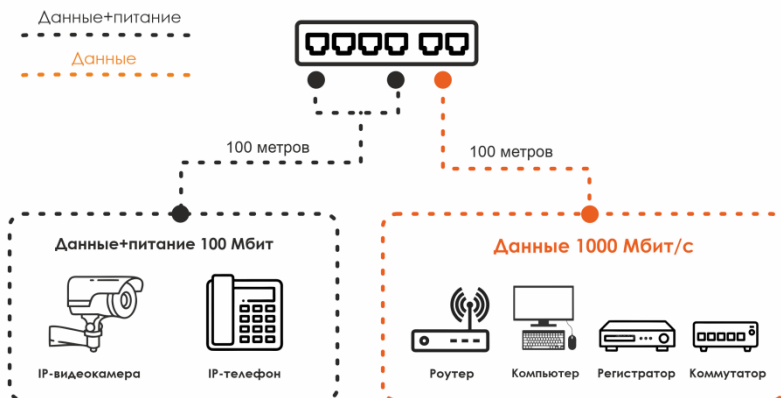 Данные+питание
Данные
100 метров
100 метров
Данные+питание 100 Мбит
Данные 1000 Мбит/с
IP-видеокамера
IP-телефон
Роутер
Компьютер
Регистратор
Коммутатор